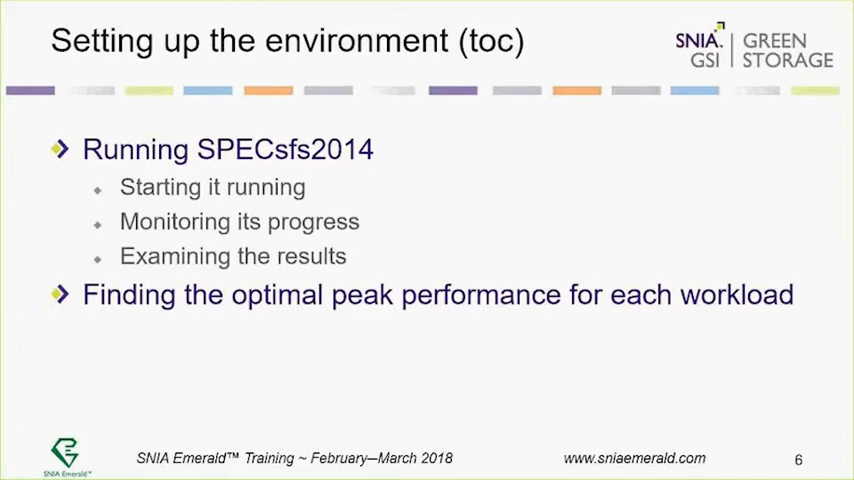 Setting up the environment (toc)
SNIA. GREEN
GSI STORAGE
Running SPECsfs2014
Starting it running
Monitoring its progress
Examining the results
Finding the optimal peak performance for each workload
SNIA Emerald™
SNIA Emerald™ Training ~ February—March 2018
www.sniaemerald.com
6